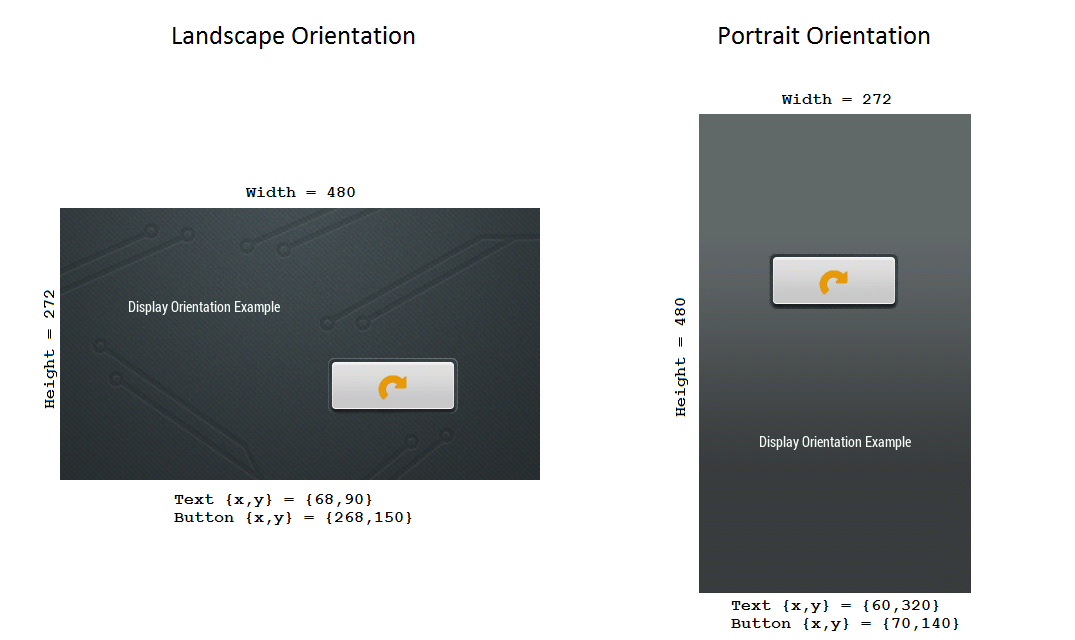 Landscape Orientation
Width = 480
Height = 272
Display Orientation Example
Text {x,y} = {68,90}
Button {x,y} = {268,150}
Portrait Orientation
Width = 272
Height = 480
Display Orientation Example
Text {x,y} = {60,320}
Button {x,y} = {70,140}